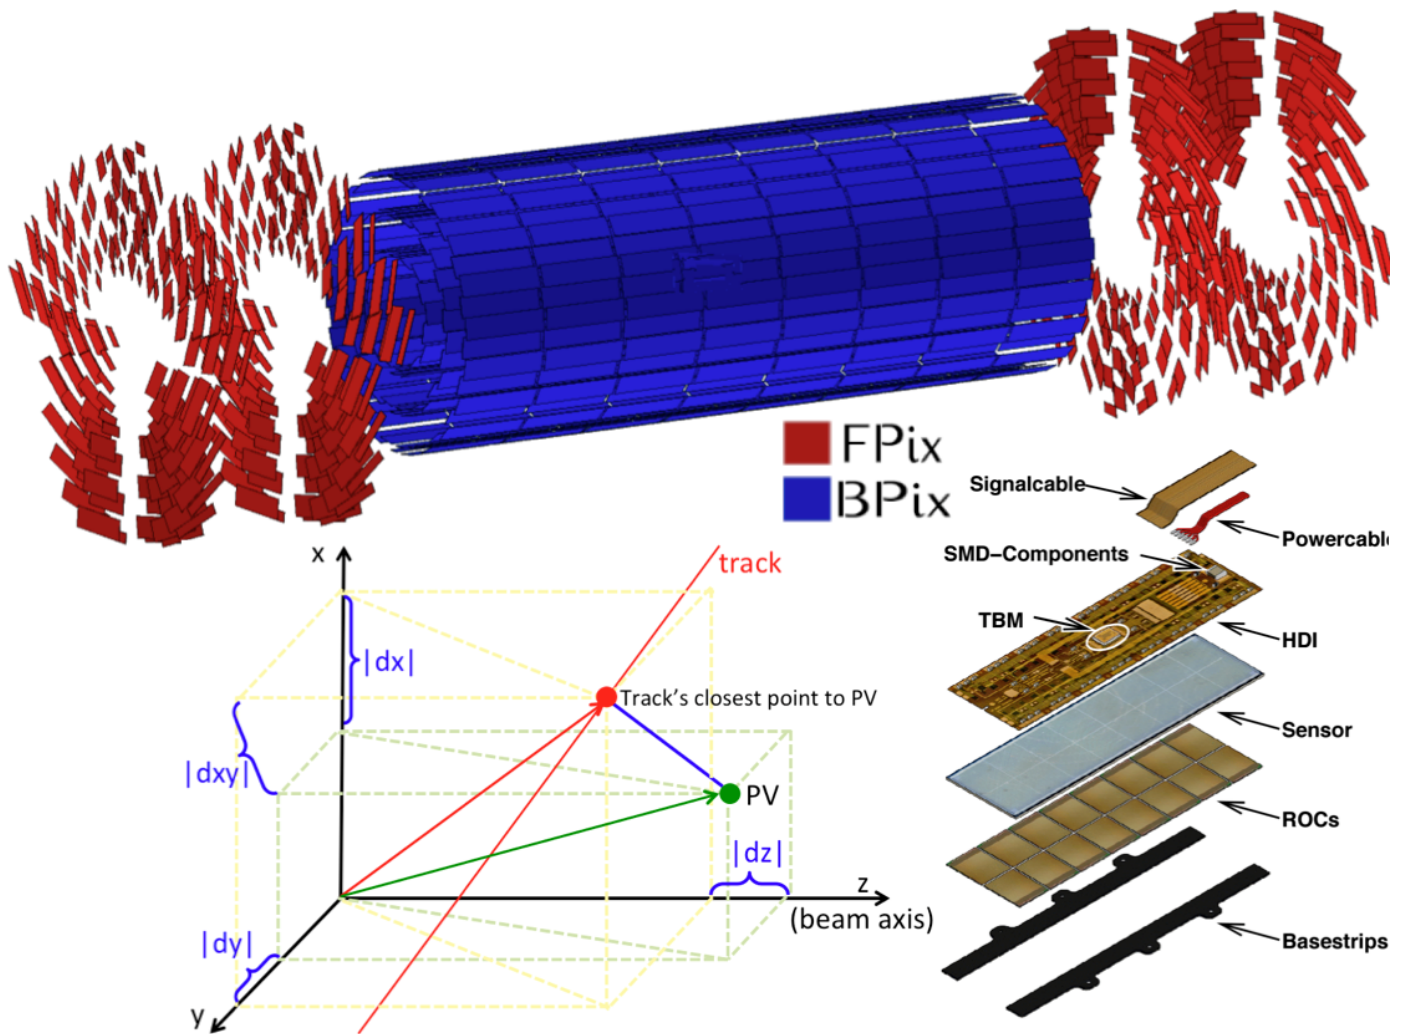 FPix
BPix
Signalcable
Powercabl
SMD–Components
TBM
HDI
Sensor
ROCs
Basestrips
x
track
|dx|
Track's closest point to PV
|dxy|
PV
|dz|
z
(beam axis)
|dy|
y